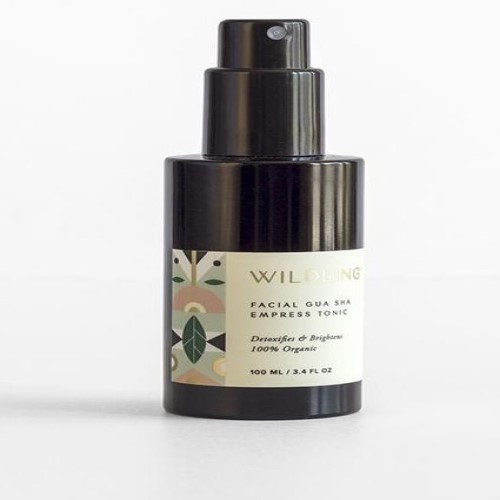 WILDLING
FACIAL GUA SHA
EMPRESS TONIC
Detoxifies & Brightens
100% Organic
100 ML / 3.4 FL OZ